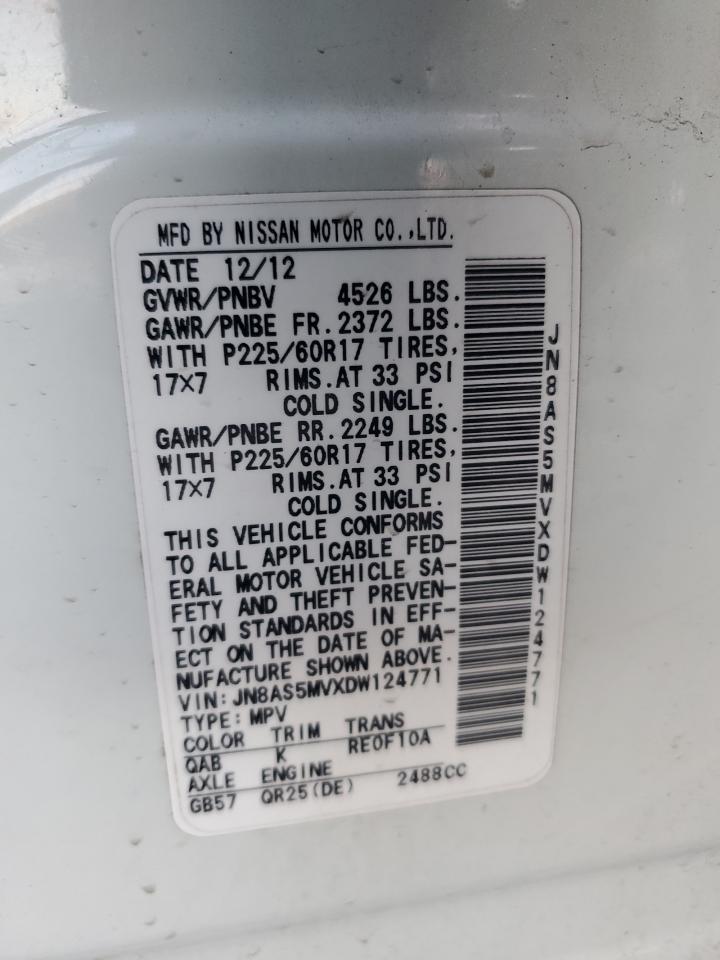 MFD BY NISSAN MOTOR CO.,LTD.
DATE 12/12
GVWR/PNBV 4526 LBS.
GAWR/PNBE FR.2372 LBS.
WITH P225/60R17 TIRES,
17×7 RIMS.AT 33 PSI
COLD SINGLE.
GAWR/PNBE RR.2249 LBS.
WITH P225/60R17 TIRES,
17×7 RIMS.AT 33 PSI
COLD SINGLE.
THIS VEHICLE CONFORMS
TO ALL APPLICABLE FED-
ERAL MOTOR VEHICLE SA-
FETY AND THEFT PREVEN-
TION STANDARDS IN EFF-
ECT ON THE DATE OF MA-
NUFACTURE SHOWN ABOVE.
VIN: JN8AS5MVXDW124771
TYPE: MPV
COLOR TRIM TRANS
QAB K RE0F10A
AXLE ENGINE
GB57 QR25(DE) 2488CC
JN8AS5MVXDW124771